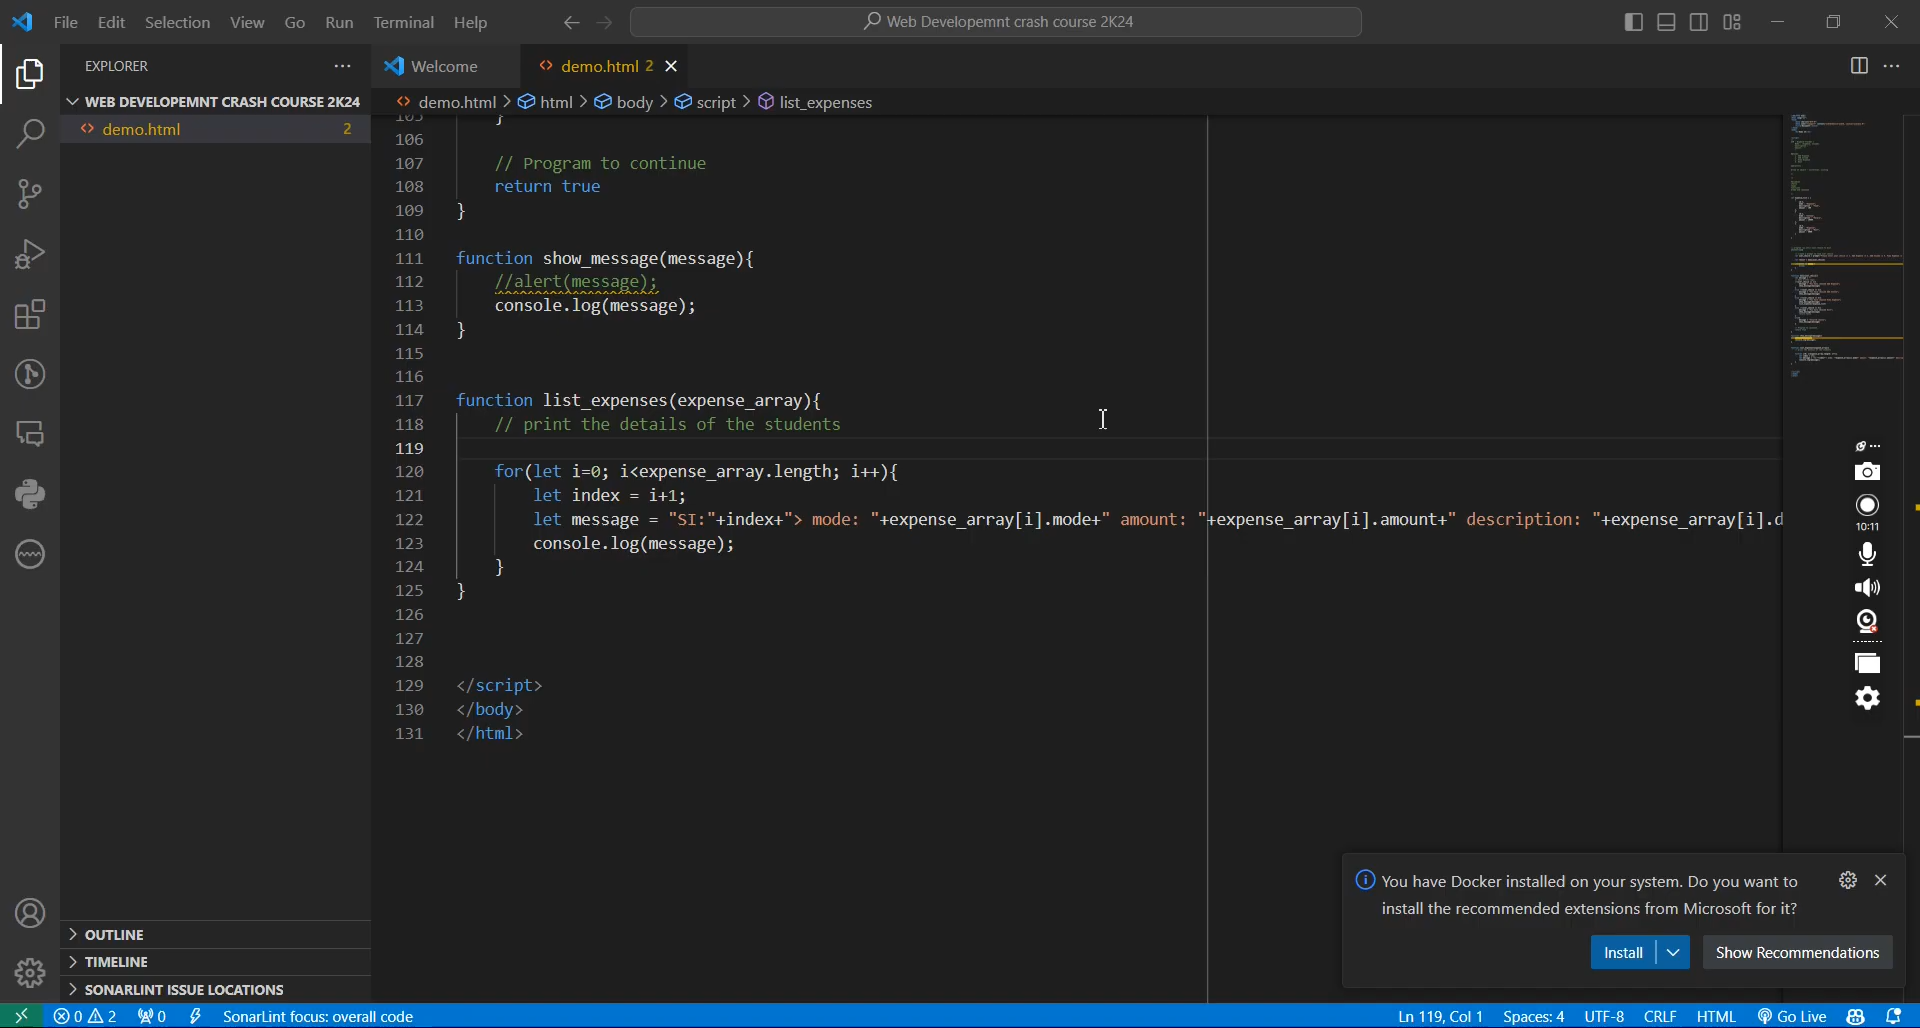 File Edit Selection View Go Run Terminal Help
Web Developemnt crash course 2K24
EXPLORER
Welcome
demo.html 2
WEB DEVELOPEMNT CRASH COURSE 2K24
demo.html 2
demo.html > html > body > script > list_expenses
105 }
106
107 // Program to continue
108 return true
109 }
110
111 function show_message(message){
112 //alert(message);
113 console.log(message);
114 }
115
116
117 function list_expenses(expense_array){
118 // print the details of the students
119
120 for(let i=0; i<expense_array.length; i++){
121 let index = i+1;
122 let message = "SI:"+index+"> mode: "+expense_array[i].mode+" amount: "+expense_array[i].amount+" description: "+expense_array[i].d
123 console.log(message);
124 }
125 }
126
127
128
129 </script>
130 </body>
131 </html>
10:11
You have Docker installed on your system. Do you want to
install the recommended extensions from Microsoft for it?
Install
Show Recommendations
OUTLINE
TIMELINE
SONARLINT ISSUE LOCATIONS
0 2 0 SonarLint focus: overall code
Ln 119, Col 1 Spaces: 4 UTF-8 CRLF HTML Go Live